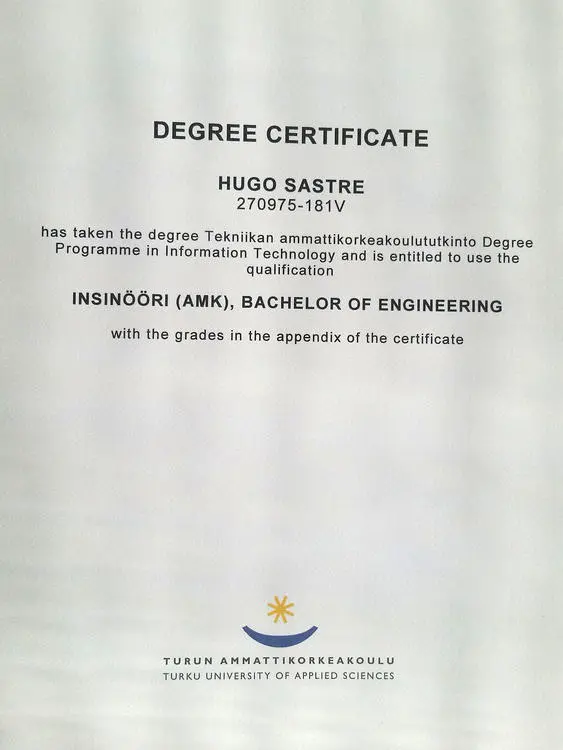 DEGREE CERTIFICATE
HUGO SASTRE
270975-181V
has taken the degree Tekniikan ammattikorkeakoulututkinto Degree
Programme in Information Technology and is entitled to use the
qualification
INSINÖÖRI (AMK), BACHELOR OF ENGINEERING
with the grades in the appendix of the certificate
TURUN AMMATTIKORKEAKOULU
TURKU UNIVERSITY OF APPLIED SCIENCES